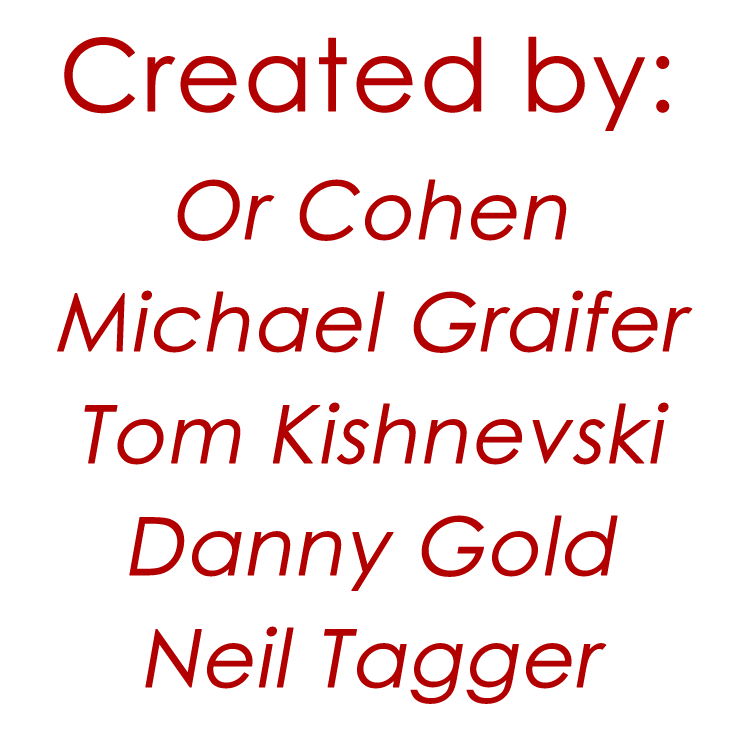 Created by:
Or Cohen
Michael Graifer
Tom Kishnevski
Danny Gold
Neil Tagger